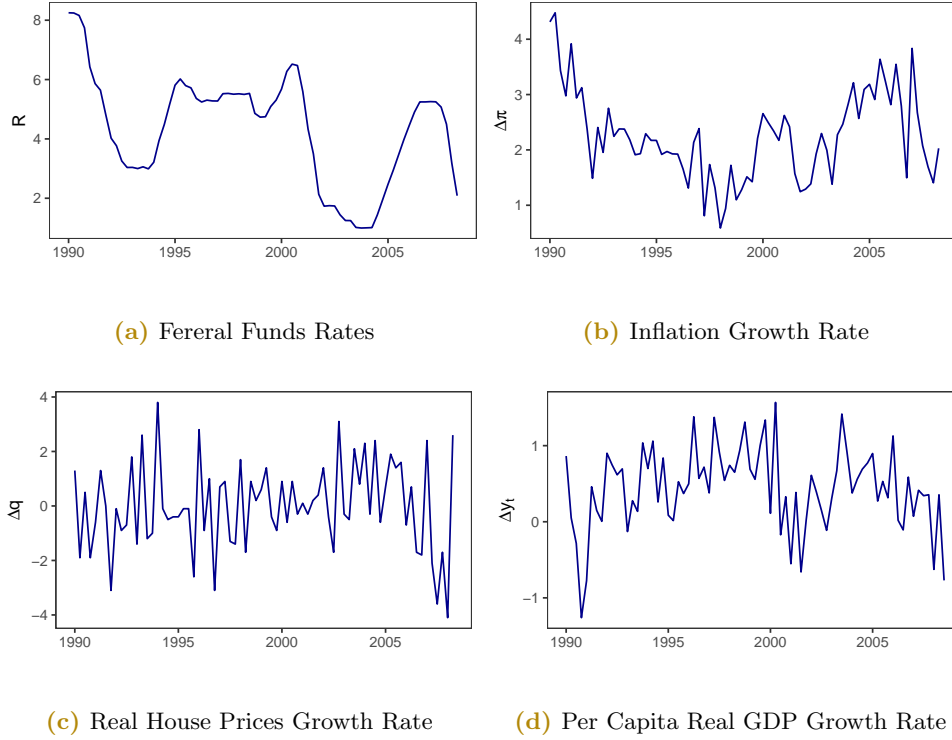 8
6
4
2
R
1990 1995 2000 2005
(a) Fereral Funds Rates
4
3
2
1
Δπ
1990 1995 2000 2005
(b) Inflation Growth Rate
4
2
0
−2
−4
Δq
1990 1995 2000 2005
(c) Real House Prices Growth Rate
1
0
−1
Δyt
1990 1995 2000 2005
(d) Per Capita Real GDP Growth Rate